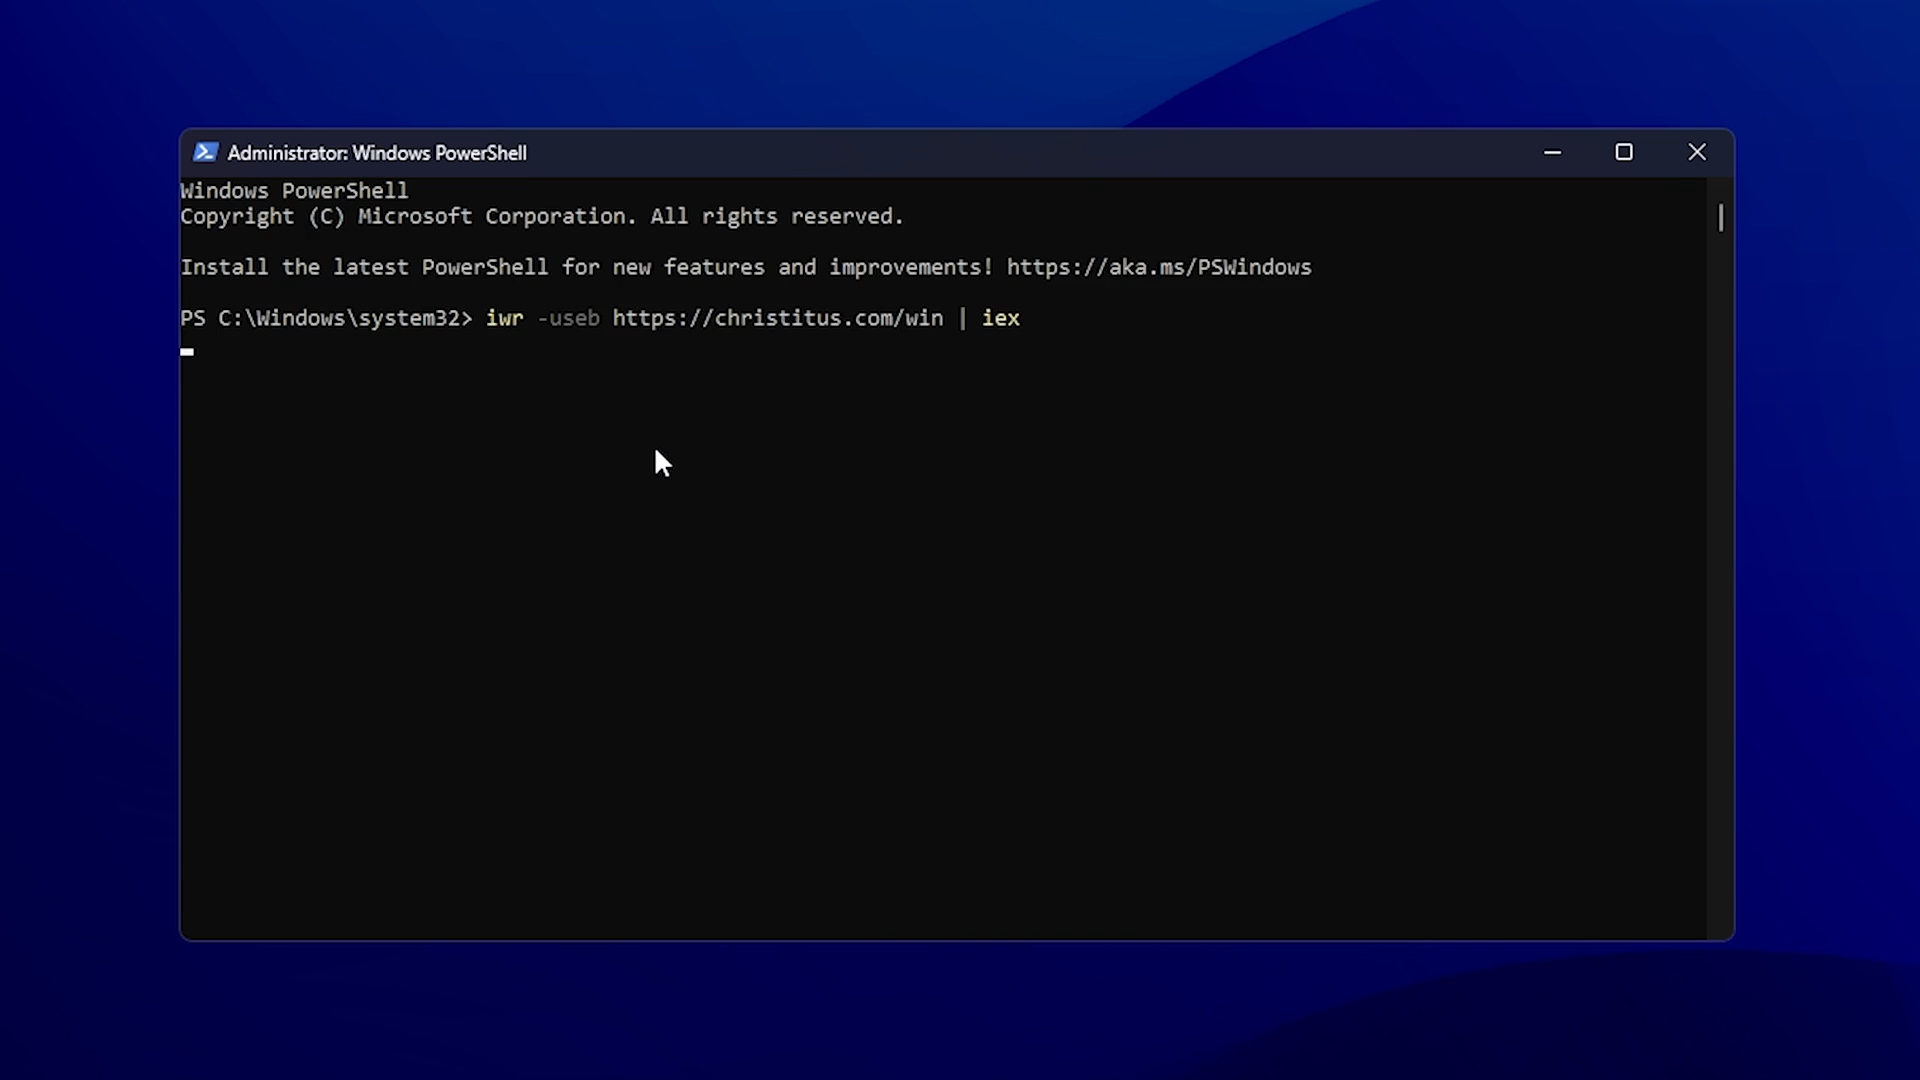 Administrator: Windows PowerShell
Windows PowerShell
Copyright (C) Microsoft Corporation. All rights reserved.
Install the latest PowerShell for new features and improvements! https://aka.ms/PSWindows
PS C:\Windows\system32> iwr -useb https://christitus.com/win | iex